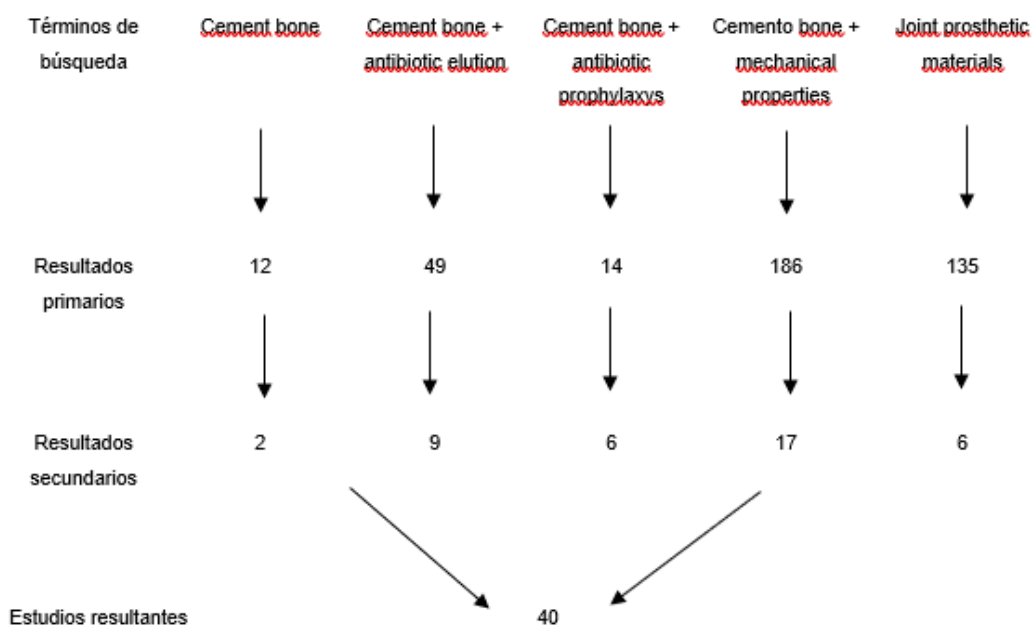 Términos de búsqueda
Cement bone
Cement bone +
antibiotic elution
Cement bone +
antibiotic
prophylaxys
Cemento bone +
mechanical
properties
Joint prosthetic
materials
Resultados
primarios
12
49
14
186
135
Resultados
secundarios
2
9
6
17
6
Estudios resultantes
40